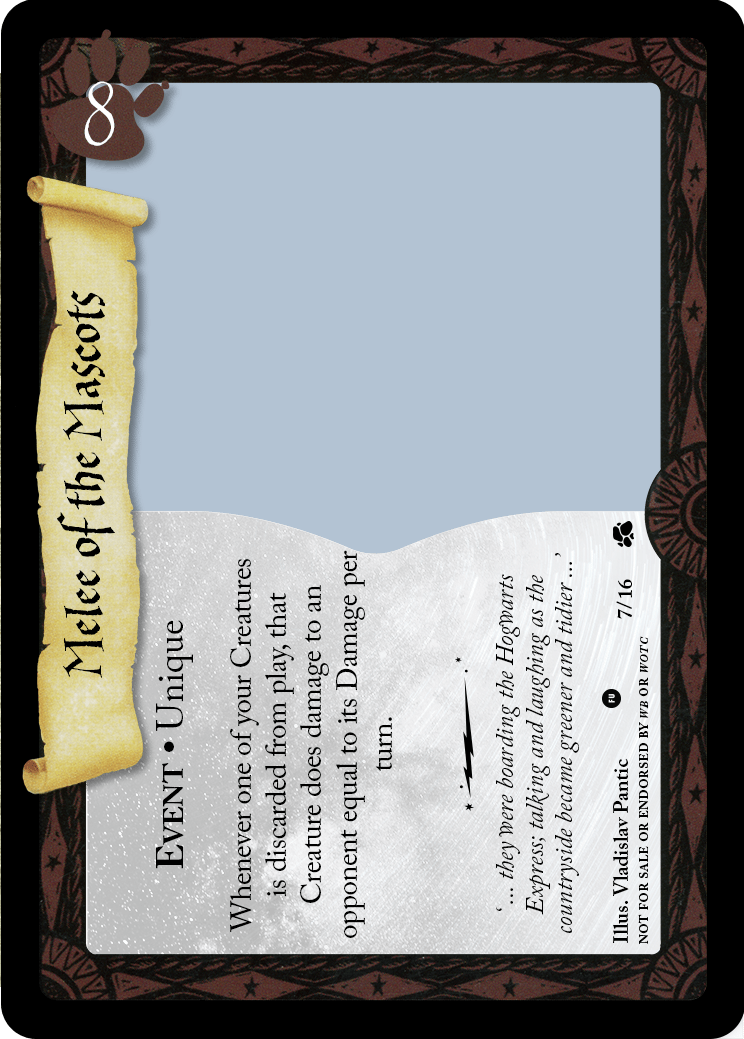 8
Melee of the Mascots
EVENT • Unique
Whenever one of your Creatures
is discarded from play, that
Creature does damage to an
opponent equal to its Damage per
turn.
‘ ... they were boarding the Hogwarts
Express; talking and laughing as the
countryside became greener and tidier ... ’
Illus. Vladislav Pantic
FU
7/16
NOT FOR SALE OR ENDORSED BY WB OR WOTC